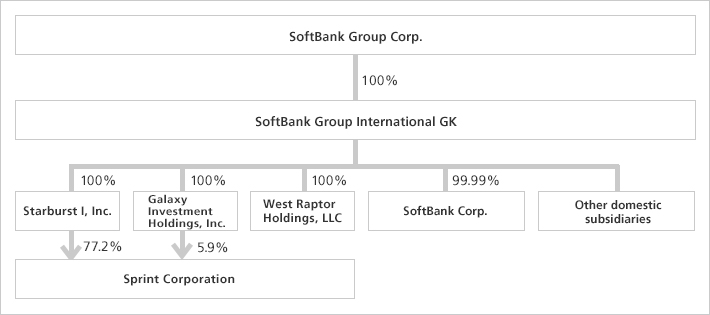 SoftBank Group Corp.
100%
SoftBank Group International GK
100%
100%
100%
99.99%
Starburst I, Inc.
Galaxy
Investment
Holdings, Inc.
West Raptor
Holdings, LLC
SoftBank Corp.
Other domestic
subsidiaries
77.2%
5.9%
Sprint Corporation